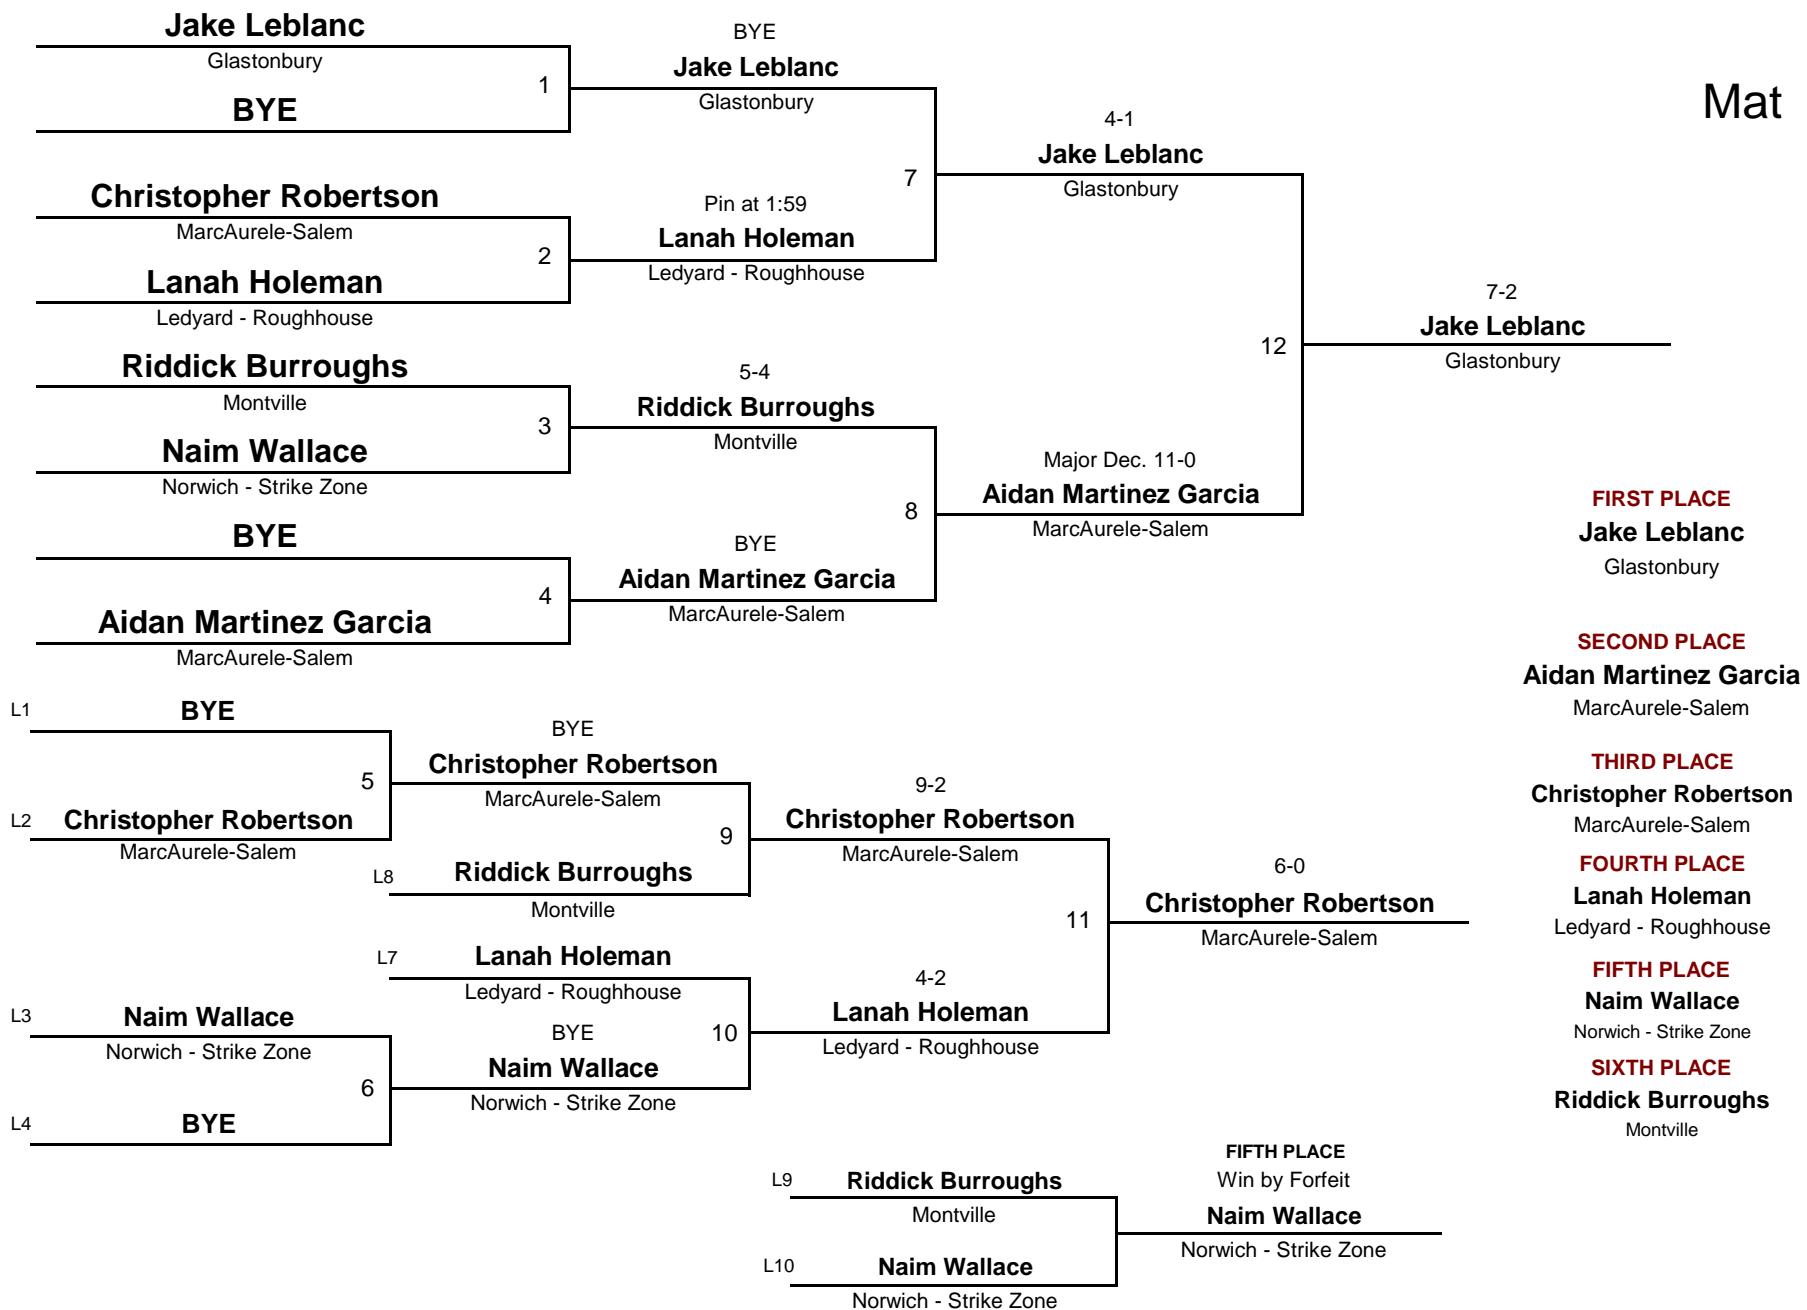 Jake Leblanc
Glastonbury
1
BYE
BYE
Jake Leblanc
Glastonbury
Mat
Christopher Robertson
MarcAurele-Salem
2
Lanah Holeman
Ledyard - Roughhouse
Pin at 1:59
Lanah Holeman
Ledyard - Roughhouse
7
4-1
Jake Leblanc
Glastonbury
Riddick Burroughs
Montville
3
Naim Wallace
Norwich - Strike Zone
5-4
Riddick Burroughs
Montville
BYE
4
Aidan Martinez Garcia
MarcAurele-Salem
BYE
Aidan Martinez Garcia
MarcAurele-Salem
8
Major Dec. 11-0
Aidan Martinez Garcia
MarcAurele-Salem
12
7-2
Jake Leblanc
Glastonbury
FIRST PLACE
Jake Leblanc
Glastonbury
SECOND PLACE
Aidan Martinez Garcia
MarcAurele-Salem
THIRD PLACE
Christopher Robertson
MarcAurele-Salem
FOURTH PLACE
Lanah Holeman
Ledyard - Roughhouse
FIFTH PLACE
Naim Wallace
Norwich - Strike Zone
SIXTH PLACE
Riddick Burroughs
Montville
L1
BYE
5
L2
Christopher Robertson
MarcAurele-Salem
BYE
Christopher Robertson
MarcAurele-Salem
9
L8
Riddick Burroughs
Montville
9-2
Christopher Robertson
MarcAurele-Salem
L7
Lanah Holeman
Ledyard - Roughhouse
L3
Naim Wallace
Norwich - Strike Zone
6
L4
BYE
BYE
Naim Wallace
Norwich - Strike Zone
10
4-2
Lanah Holeman
Ledyard - Roughhouse
11
6-0
Christopher Robertson
MarcAurele-Salem
L9
Riddick Burroughs
Montville
L10
Naim Wallace
Norwich - Strike Zone
FIFTH PLACE
Win by Forfeit
Naim Wallace
Norwich - Strike Zone